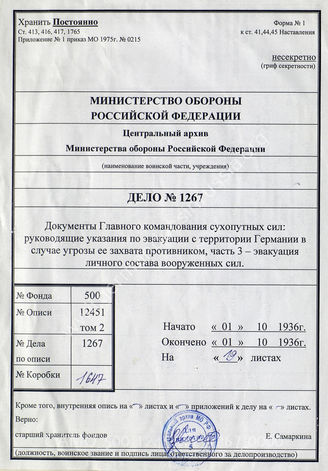 Хранить Постоянно
Форма № 1
Ст. 413, 416, 417, 1765
к ст. 41,44,45 Наставления
Приложение № 1 приказ МО 1975г. № 0215
несекретно
(гриф секретности)
МИНИСТЕРСТВО ОБОРОНЫ
РОССИЙСКОЙ ФЕДЕРАЦИИ
Центральный архив
Министерства обороны Российской Федерации
(наименование воинской части, учреждения)
ДЕЛО № 1267
Документы Главного командования сухопутных сил:
руководящие указания по эвакуации с территории Германии в
случае угрозы ее захвата противником, часть 3 – эвакуация
личного состава вооруженных сил.
№ Фонда 500
№ Описи 12451
том 2
№ Дела 1267
по описи
№ Коробки 1647
Начато « 01 » 10 1936г.
Окончено « 01 » 10 1936г.
На « 19 » листах
Кроме того, внутренняя опись на «–» листах и «–» приложений к делу на «–» листах.
Верно:
старший хранитель фондов Е. Самаркина
(должность, воинское звание и подпись лица, ответственного за делопроизводство)